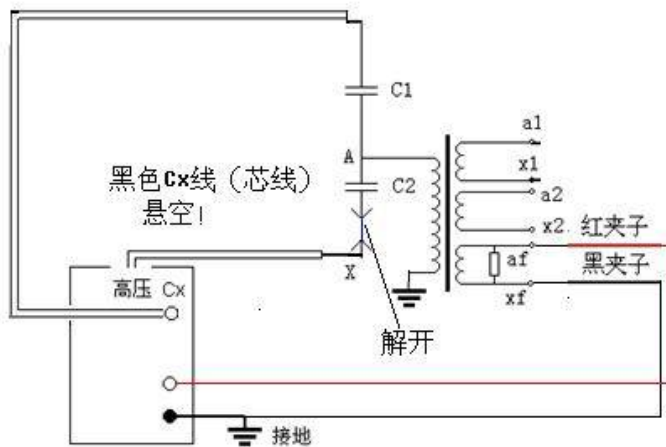 C1
a1
x1
A
C2
a2
黑色Cx线（芯线）
悬空!
x2
红夹子
af
黑夹子
X
xf
高压 Cx
解开
接地